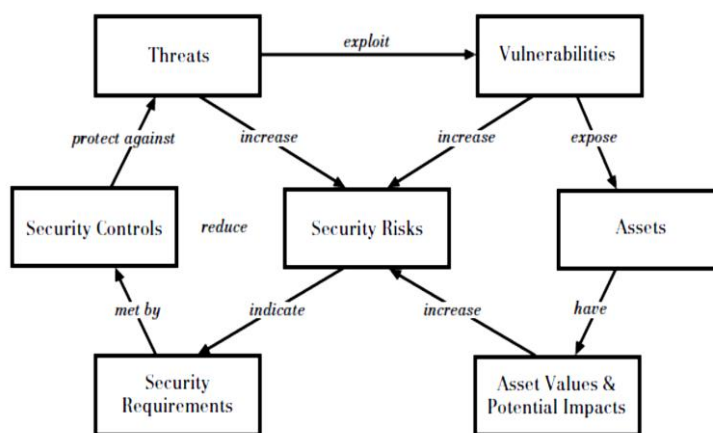 Threats
exploit
Vulnerabilities
protect against
increase
increase
expose
Security Controls
reduce
Security Risks
Assets
met by
indicate
increase
have
Security
Requirements
Asset Values &
Potential Impacts